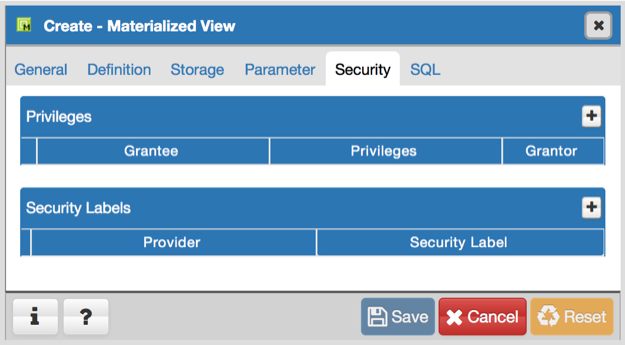 Create - Materialized View
General Definition Storage Parameter Security SQL
Privileges
Grantee Privileges Grantor
Security Labels
Provider Security Label
i ? Save Cancel Reset